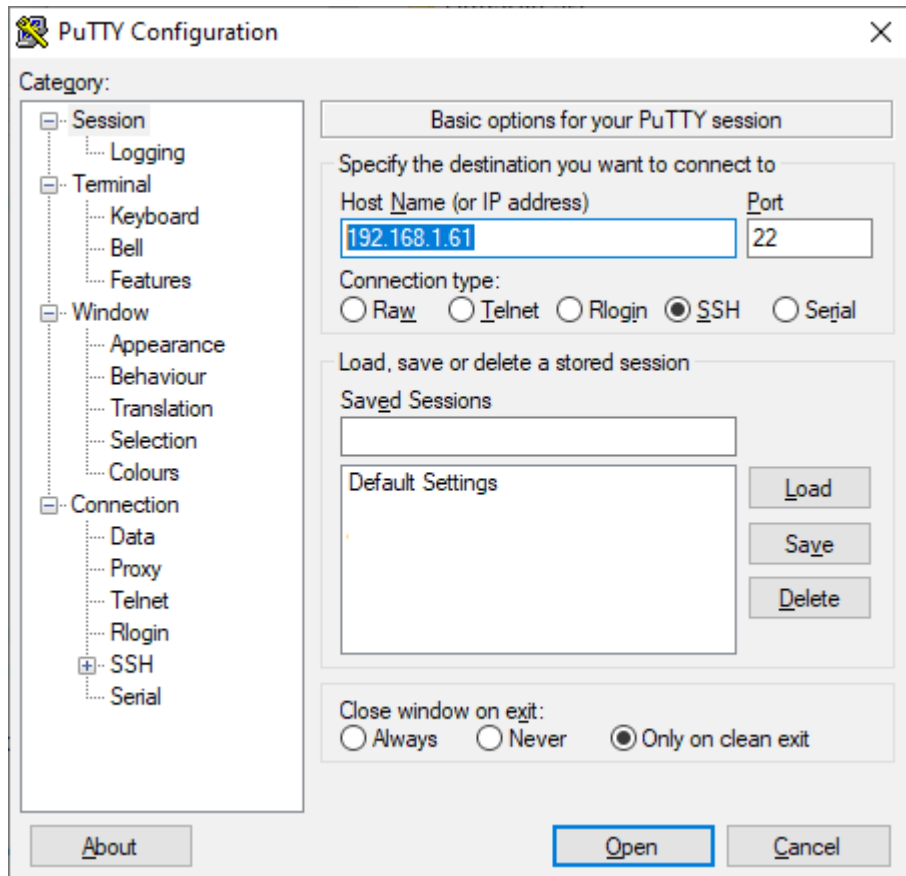 PuTTY Configuration
Category:
Session
Logging
Terminal
Keyboard
Bell
Features
Window
Appearance
Behaviour
Translation
Selection
Colours
Connection
Data
Proxy
Telnet
Rlogin
SSH
Serial
Basic options for your PuTTY session
Specify the destination you want to connect to
Host Name (or IP address) Port
192.168.1.61 22
Connection type:
Raw Telnet Rlogin SSH Serial
Load, save or delete a stored session
Saved Sessions
Default Settings
Load
Save
Delete
Close window on exit:
Always Never Only on clean exit
About Open Cancel